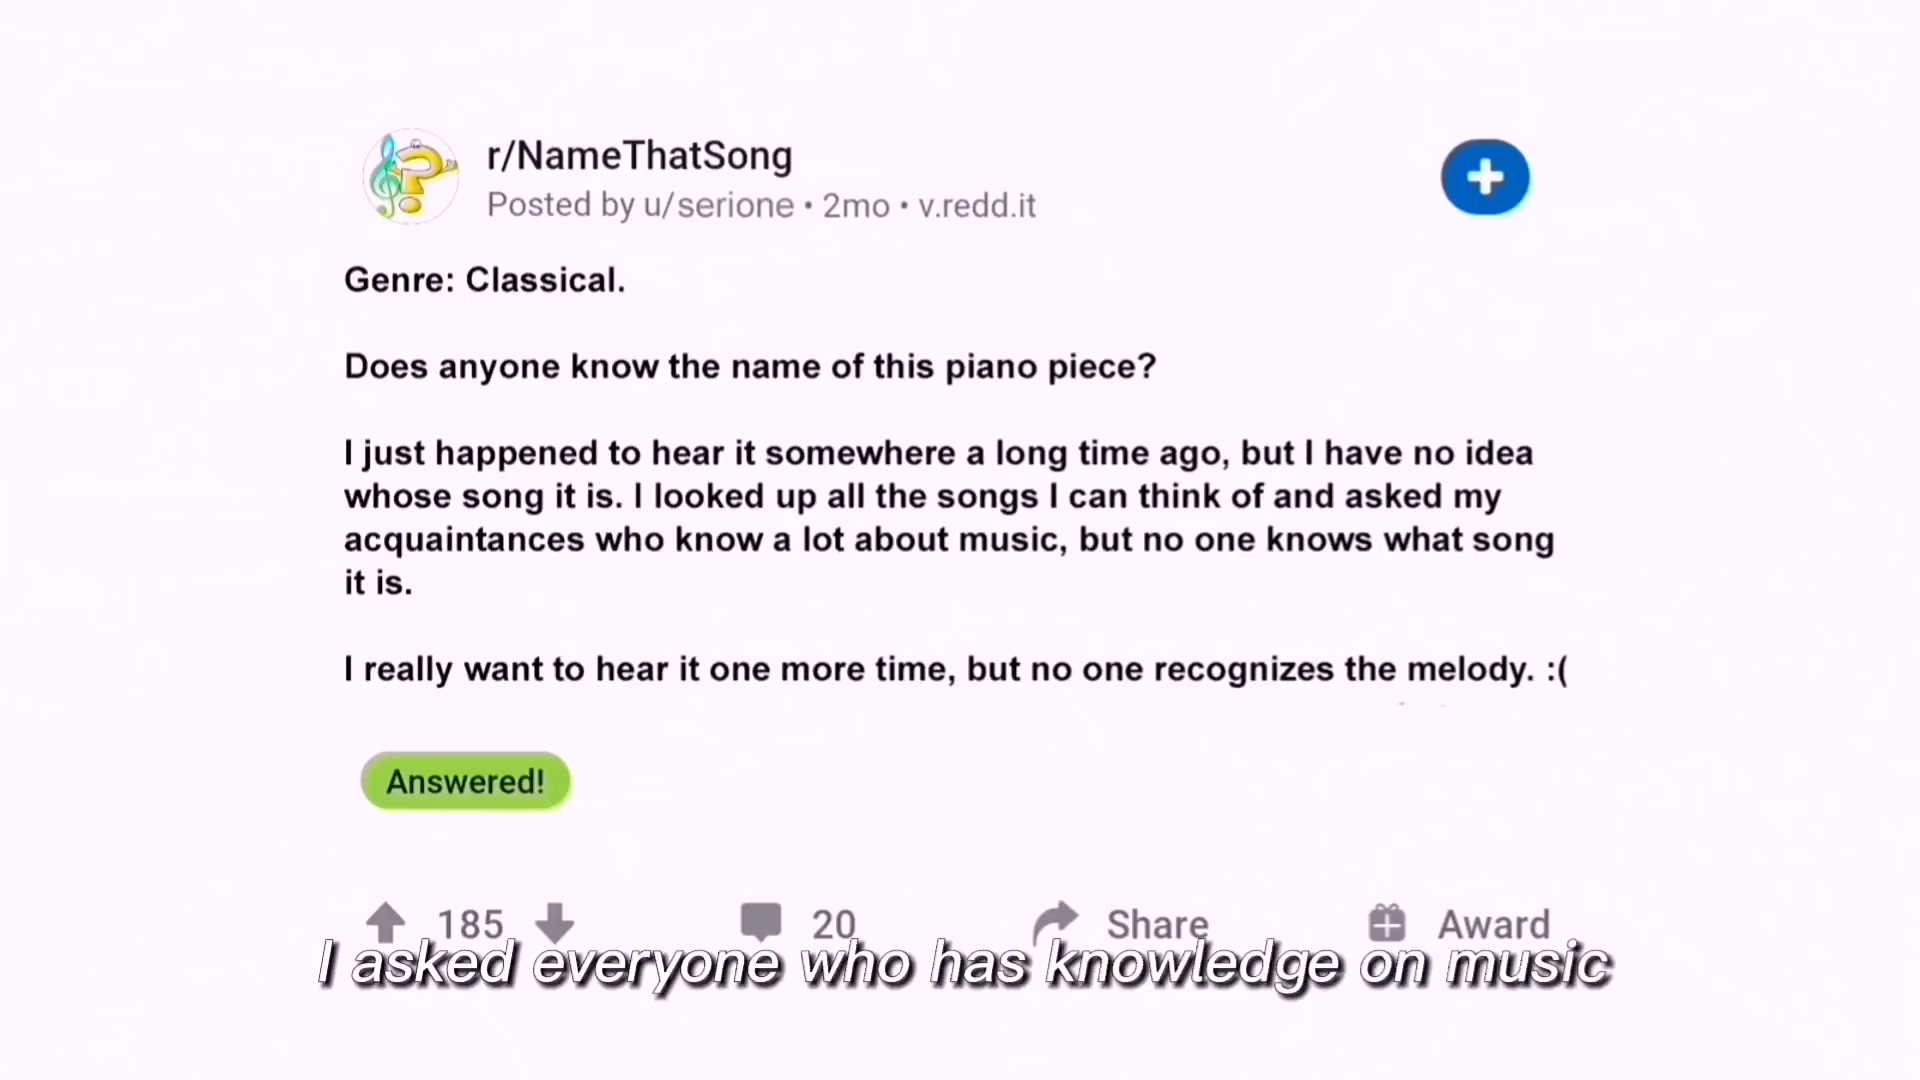 r/NameThatSong
Posted by u/serione • 2mo • v.redd.it
Genre: Classical.
Does anyone know the name of this piano piece?
I just happened to hear it somewhere a long time ago, but I have no idea
whose song it is. I looked up all the songs I can think of and asked my
acquaintances who know a lot about music, but no one knows what song
it is.
I really want to hear it one more time, but no one recognizes the melody. :(
Answered!
185 20 Share Award
I asked everyone who has knowledge on music